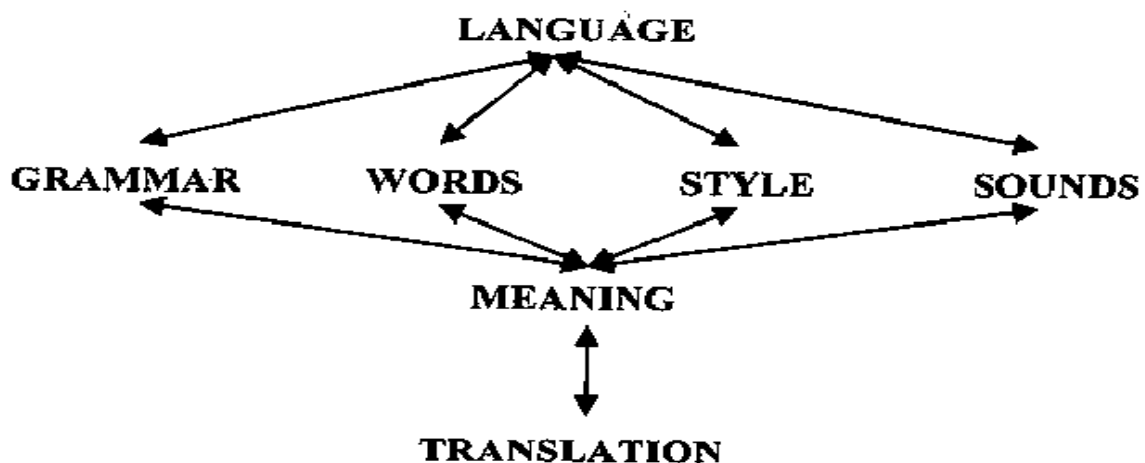 LANGUAGE
GRAMMAR WORDS STYLE SOUNDS
MEANING
TRANSLATION